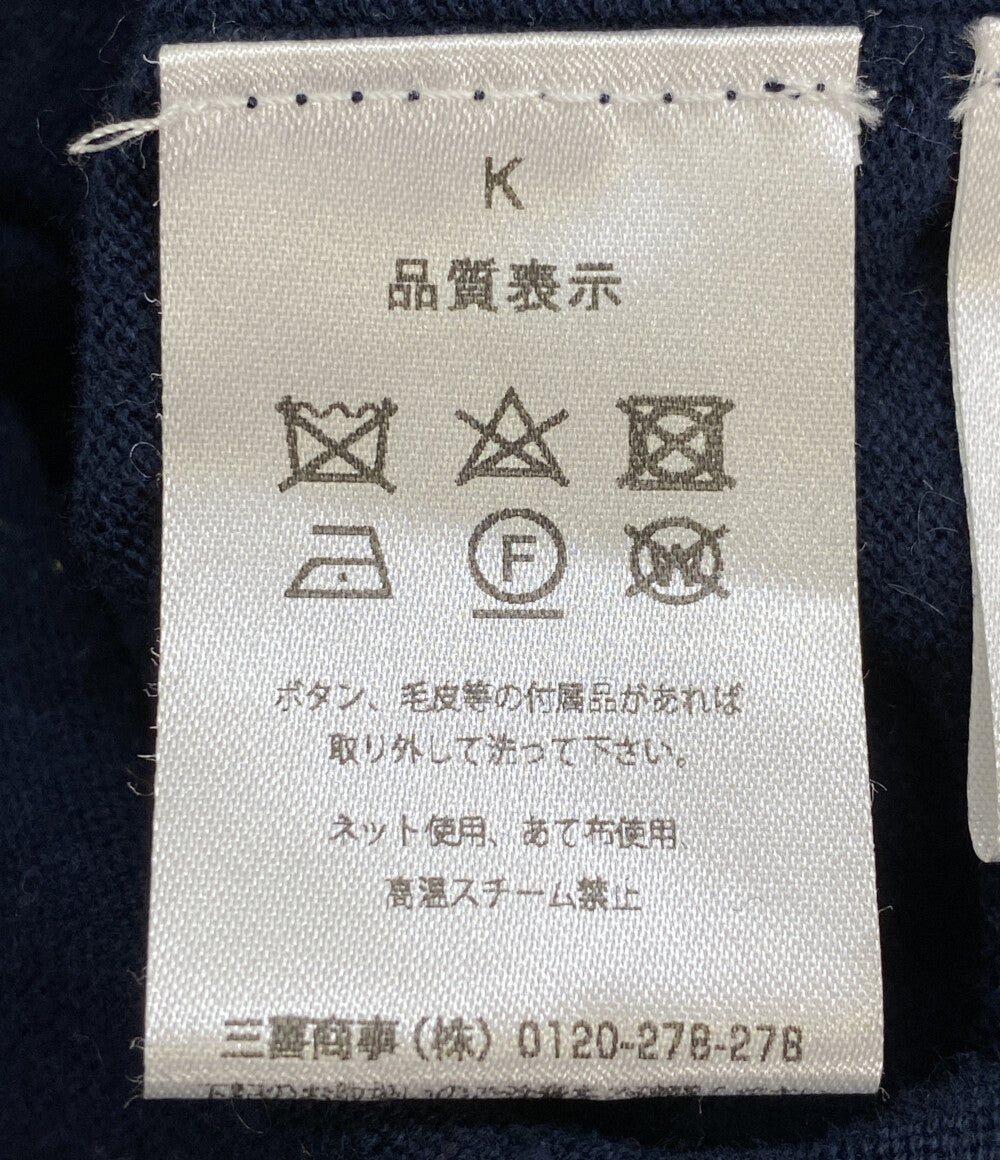 K
品質表示
F
W
ボタン、毛皮等の付属品があれば
取り外して洗って下さい。
ネット使用、あて布使用、
高温スチーム禁止
三喜商事(株) 0120-278-278